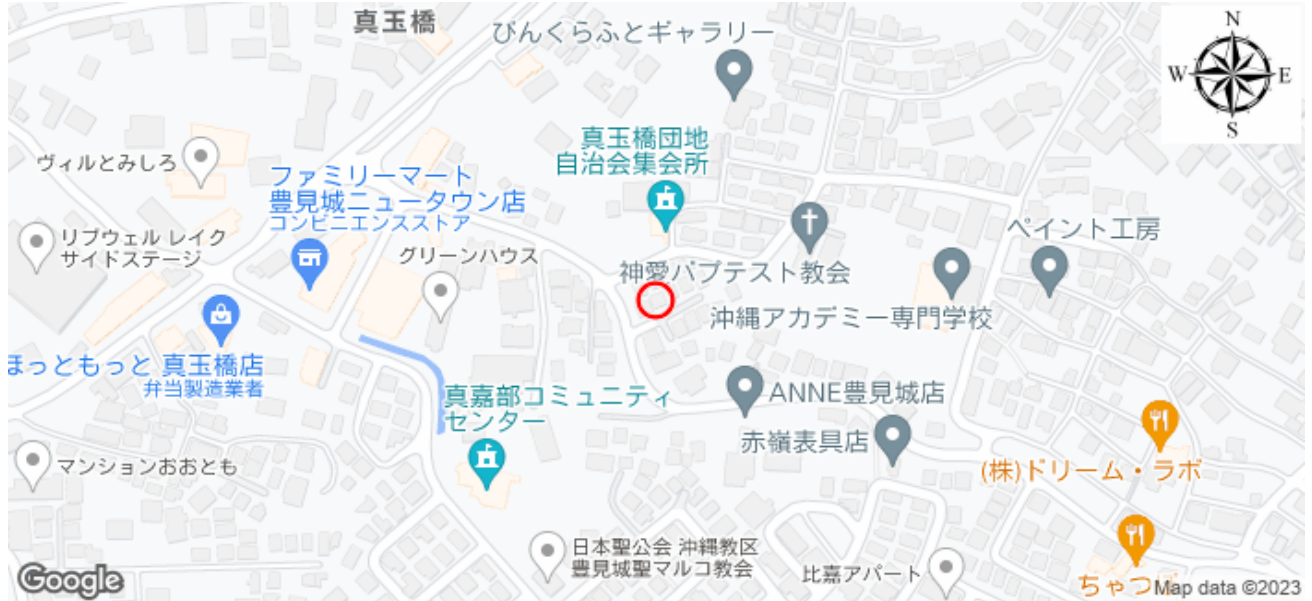 真玉橋
びんくらふとギャラリー
N
W
E
S
真玉橋団地
自治会集会所
ヴィルとみしろ
ファミリーマート
豊見城ニュータウン店
コンビニエンスストア
リブウェル レイク
サイドステージ
グリーンハウス
ペイント工房
神愛バプテスト教会
沖縄アカデミー専門学校
ほっともっと 真玉橋店
弁当製造業者
真嘉部コミュニティ
センター
ANNE豊見城店
赤嶺表具店
マンションおおとも
(株)ドリーム・ラボ
日本聖公会 沖縄教区
豊見城聖マルコ教会
比嘉アパート
Google
Map data ©2023